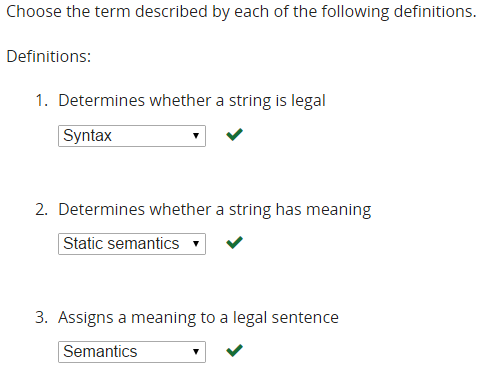 Choose the term described by each of the following definitions.
Definitions:
1. Determines whether a string is legal
Syntax
2. Determines whether a string has meaning
Static semantics
3. Assigns a meaning to a legal sentence
Semantics